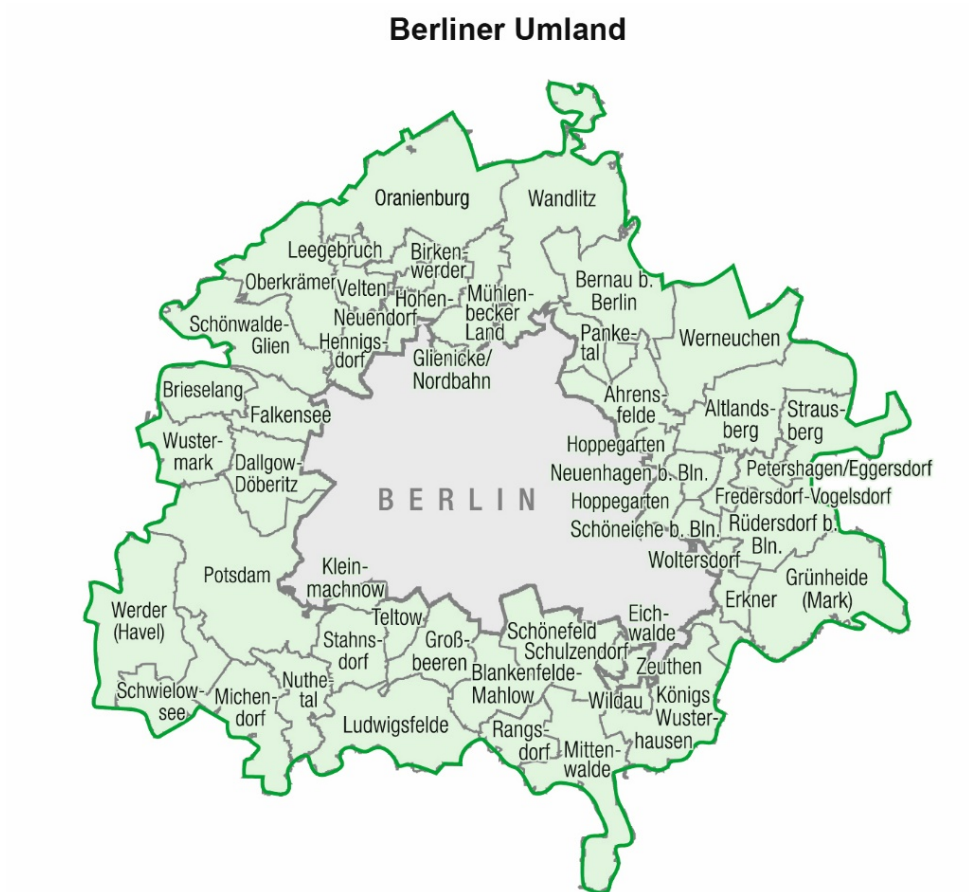 Berliner Umland
Oranienburg
Wandlitz
Leegebruch
Birken-
werder
Oberkrämer
Velten
Hohen-
Neuendorf
Mühlen-
becker
Land
Bernau b.
Berlin
Schönwalde-
Glien
Hennigs-
dorf
Glienicke/
Nordbahn
Panke-
tal
Werneuchen
Brieselang
Falkensee
Ahrens-
felde
Altlands-
berg
Straus-
berg
Wuster-
mark
Dallgow-
Döberitz
Hoppegarten
Neuenhagen b. Bln.
Petershagen/Eggersdorf
BERLIN
Hoppegarten
Fredersdorf-Vogelsdorf
Schöneiche b. Bln.
Rüdersdorf b.
Bln.
Woltersdorf
Potsdam
Klein-
machnow
Grünheide
(Mark)
Erkner
Werder
(Havel)
Teltow
Stahns-
dorf
Groß-
beeren
Schönefeld
Schulzendorf
Eich-
walde
Zeuthen
Blankenfelde-
Mahlow
Schwielow-
see
Michen-
dorf
Nuthe-
tal
Ludwigsfelde
Wildau
Königs
Wuster-
hausen
Rangs-
dorf
Mitten-
walde